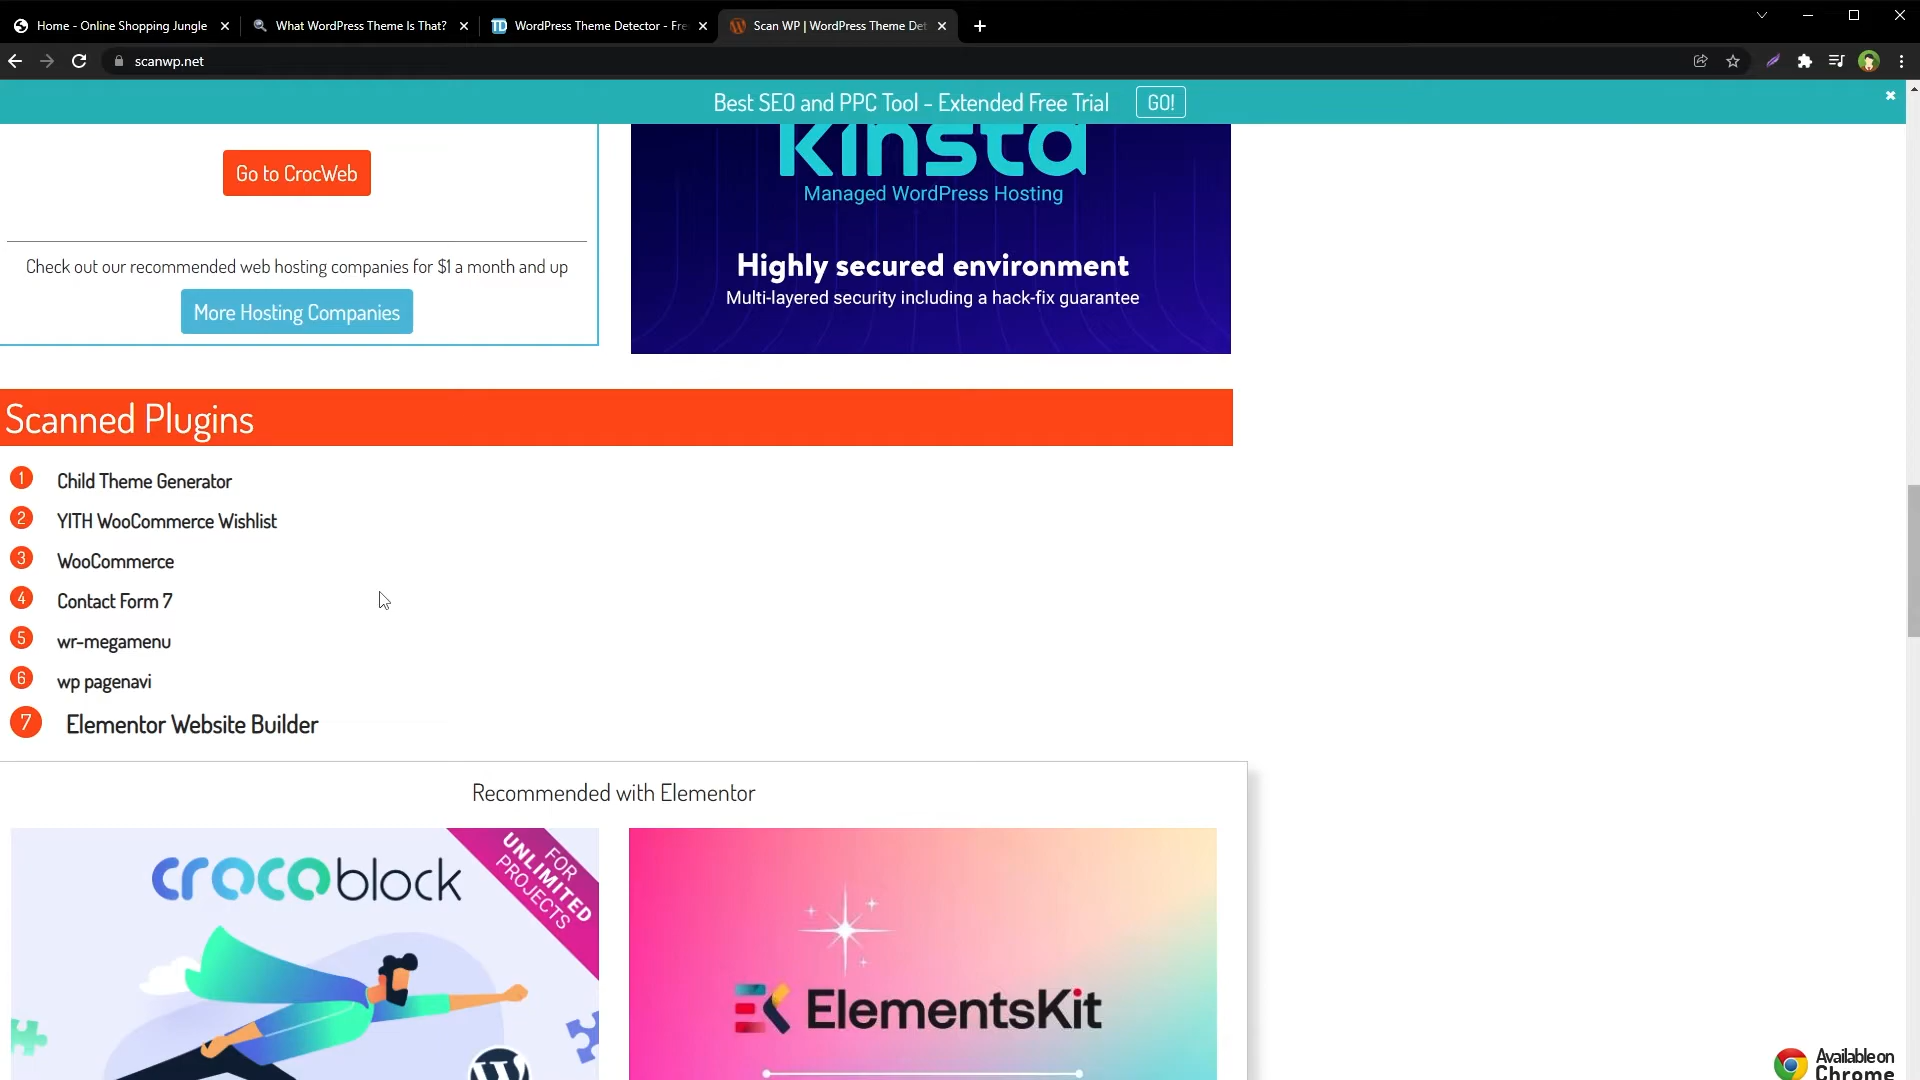 Home - Online Shopping Jungle
What WordPress Theme Is That?
WordPress Theme Detector - Fre
Scan WP | WordPress Theme Det
scanwp.net
Best SEO and PPC Tool - Extended Free Trial GO!
Go to CrocWeb
Check out our recommended web hosting companies for $1 a month and up
More Hosting Companies
Kinsta
Managed WordPress Hosting
Highly secured environment
Multi-layered security including a hack-fix guarantee
Scanned Plugins
1 Child Theme Generator
2 YITH WooCommerce Wishlist
3 WooCommerce
4 Contact Form 7
5 wr-megamenu
6 wp pagenavi
7 Elementor Website Builder
Recommended with Elementor
crocoblock
FOR
UNLIMITED
PROJECTS
ElementsKit
Available on
Chrome